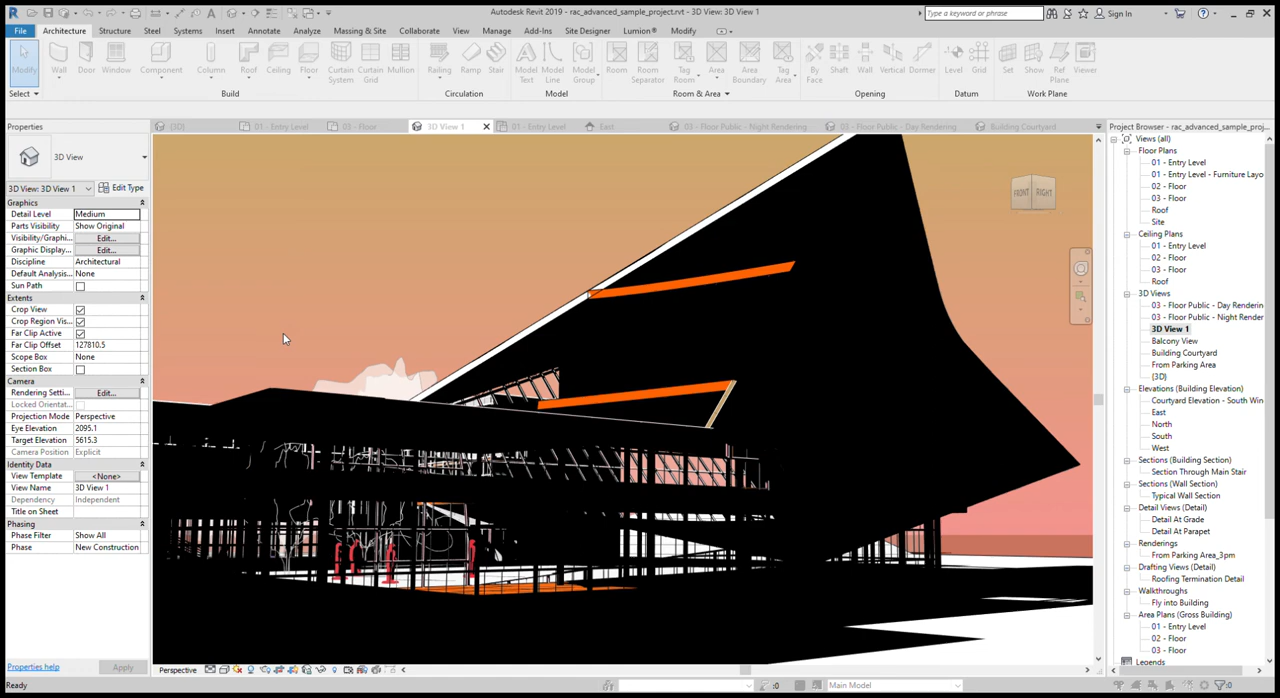 Autodesk Revit 2019 - rac_advanced_sample_project.rvt - 3D View: 3D View 1
Type a keyword or phrase
Sign In
File Architecture Structure Steel Systems Insert Annotate Analyze Massing & Site Collaborate View Manage Add-Ins Site Designer Lumion® Modify
Modify Wall Door Window Component Column Roof Ceiling Floor Curtain System Curtain Grid Mullion Railing Ramp Stair Model Text Model Line Model Group Room Room Separator Tag Room Area Area Boundary Tag Area By Face Shaft Wall Vertical Dormer Level Grid Set Show Ref Plane Viewer
Select Build Circulation Model Room & Area Opening Datum Work Plane
Properties
{3D} 01 - Entry Level 03 - Floor 3D View 1 01 - Entry Level East 03 - Floor Public - Night Rendering 03 - Floor Public - Day Rendering Building Courtyard
Project Browser - rac_advanced_sample_proj...
3D View
3D View: 3D View 1 Edit Type
Graphics
Detail Level Medium
Parts Visibility Show Original
Visibility/Graphi... Edit...
Graphic Display... Edit...
Discipline Architectural
Default Analysis... None
Sun Path
Extents
Crop View
Crop Region Vis...
Far Clip Active
Far Clip Offset 127810.5
Scope Box None
Section Box
Camera
Rendering Setti... Edit...
Locked Orientat...
Projection Mode Perspective
Eye Elevation 2095.1
Target Elevation 5615.3
Camera Position Explicit
Identity Data
View Template <None>
View Name 3D View 1
Dependency Independent
Title on Sheet
Phasing
Phase Filter Show All
Phase New Construction
Properties help Apply
FRONT RIGHT
Views (all)
Floor Plans
01 - Entry Level
01 - Entry Level - Furniture Layo
02 - Floor
03 - Floor
Roof
Site
Ceiling Plans
01 - Entry Level
02 - Floor
03 - Floor
Roof
3D Views
03 - Floor Public - Day Renderin
03 - Floor Public - Night Render
3D View 1
Balcony View
Building Courtyard
From Parking Area
{3D}
Elevations (Building Elevation)
Courtyard Elevation - South Win
East
North
South
West
Sections (Building Section)
Section Through Main Stair
Sections (Wall Section)
Typical Wall Section
Detail Views (Detail)
Detail At Grade
Detail At Parapet
Renderings
From Parking Area_3pm
Drafting Views (Detail)
Roofing Termination Detail
Walkthroughs
Fly into Building
Area Plans (Gross Building)
01 - Entry Level
02 - Floor
03 - Floor
Legends
Perspective
Ready
:0
Main Model
:0